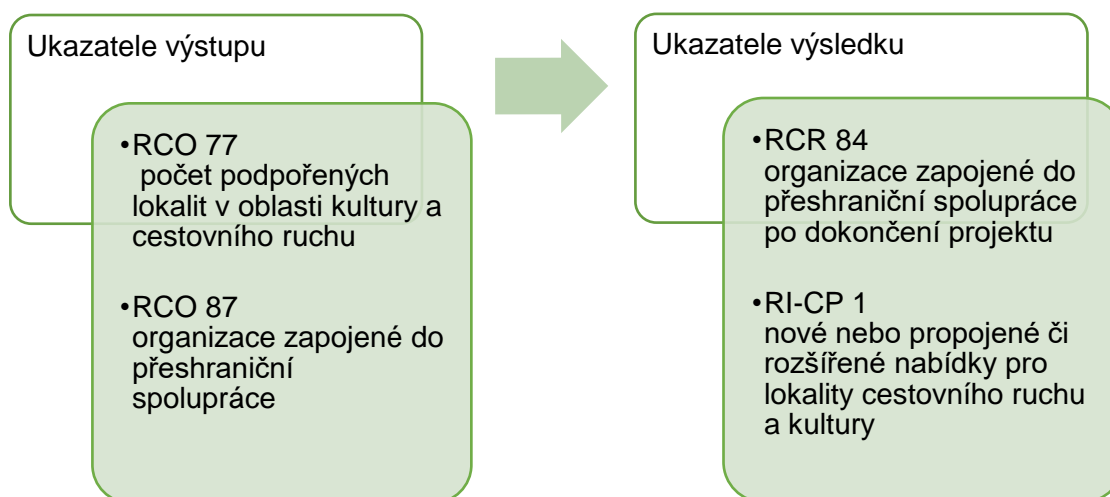 Ukazatele výstupu
•RCO 77
počet podpořených
lokalit v oblasti kultury a
cestovního ruchu
•RCO 87
organizace zapojené do
přeshraniční
spolupráce
Ukazatele výsledku
•RCR 84
organizace zapojené do
přeshraniční spolupráce
po dokončení projektu
•RI-CP 1
nové nebo propojené či
rozšířené nabídky pro
lokality cestovního ruchu
a kultury